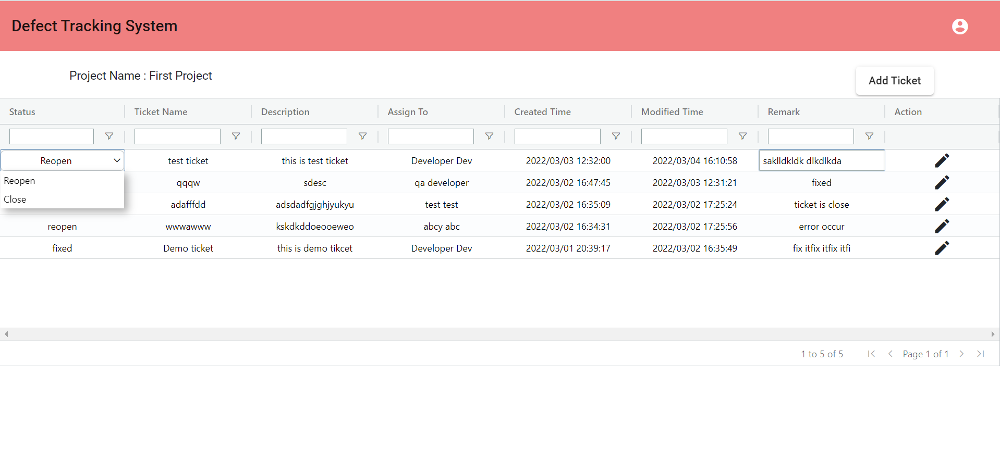 Defect Tracking System
Project Name : First Project
Add Ticket
Status Ticket Name Description Assign To Created Time Modified Time Remark Action
Reopen test ticket this is test ticket Developer Dev 2022/03/03 12:32:00 2022/03/04 16:10:58 saklldkldk dlkdlkda
Reopen
Close
qqqw sdesc qa developer 2022/03/02 16:47:45 2022/03/03 12:31:21 fixed
adafffdd adsdadfgjghjyukyu test test 2022/03/02 16:35:09 2022/03/02 17:25:24 ticket is close
reopen wwwawww kskdkddoeooeweo abcy abc 2022/03/02 16:34:31 2022/03/02 17:25:56 error occur
fixed Demo ticket this is demo tikcet Developer Dev 2022/03/01 20:39:17 2022/03/02 16:35:49 fix itfix itfix itfi
1 to 5 of 5 Page 1 of 1